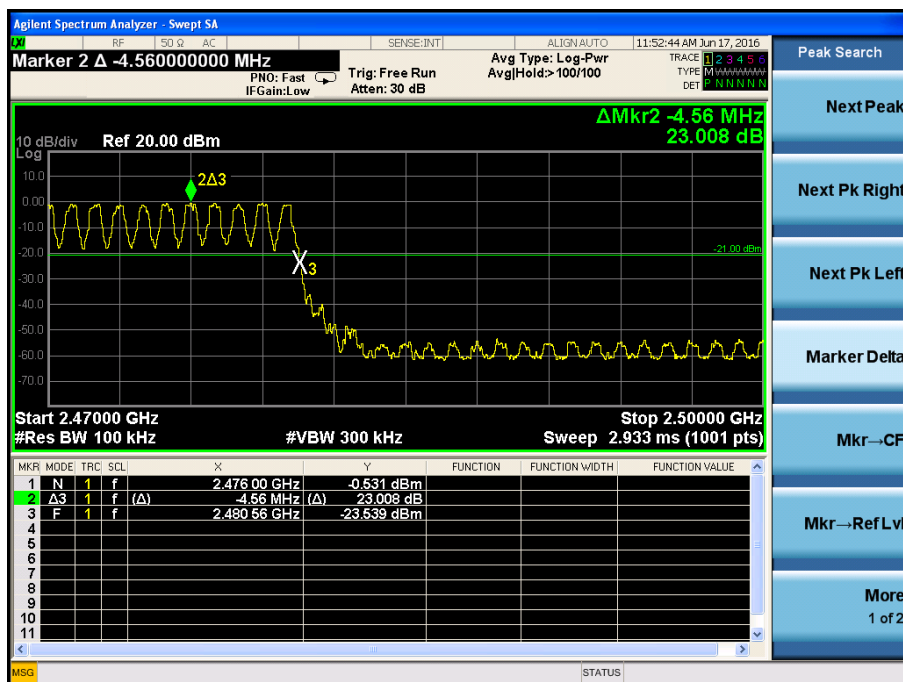 Agilent Spectrum Analyzer - Swept SA
LXI RF 50 Ω AC SENSE:INT ALIGN AUTO 11:52:44 AM Jun 17, 2016
Marker 2 Δ -4.560000000 MHz
PNO: Fast
IFGain:Low
Trig: Free Run
Atten: 30 dB
Avg Type: Log-Pwr
Avg|Hold:>100/100
TRACE 1 2 3 4 5 6
TYPE M WWWWW
DET P N N N N N
ΔMkr2 -4.56 MHz
23.008 dB
10 dB/div Ref 20.00 dBm
Log
10.0
0.00
-10.0
-20.0
-30.0
-40.0
-50.0
-60.0
-70.0
2Δ3
3
-21.00 dBm
Start 2.47000 GHz Stop 2.50000 GHz
#Res BW 100 kHz #VBW 300 kHz Sweep 2.933 ms (1001 pts)
MKR MODE TRC SCL X Y FUNCTION FUNCTION WIDTH FUNCTION VALUE
1 N 1 f 2.476 00 GHz -0.531 dBm
2 Δ3 1 f (Δ) -4.56 MHz (Δ) 23.008 dB
3 F 1 f 2.480 56 GHz -23.539 dBm
4
5
6
7
8
9
10
11
MSG STATUS
Peak Search
Next Peak
Next Pk Right
Next Pk Left
Marker Delta
Mkr→CF
Mkr→Ref Lvl
More
1 of 2